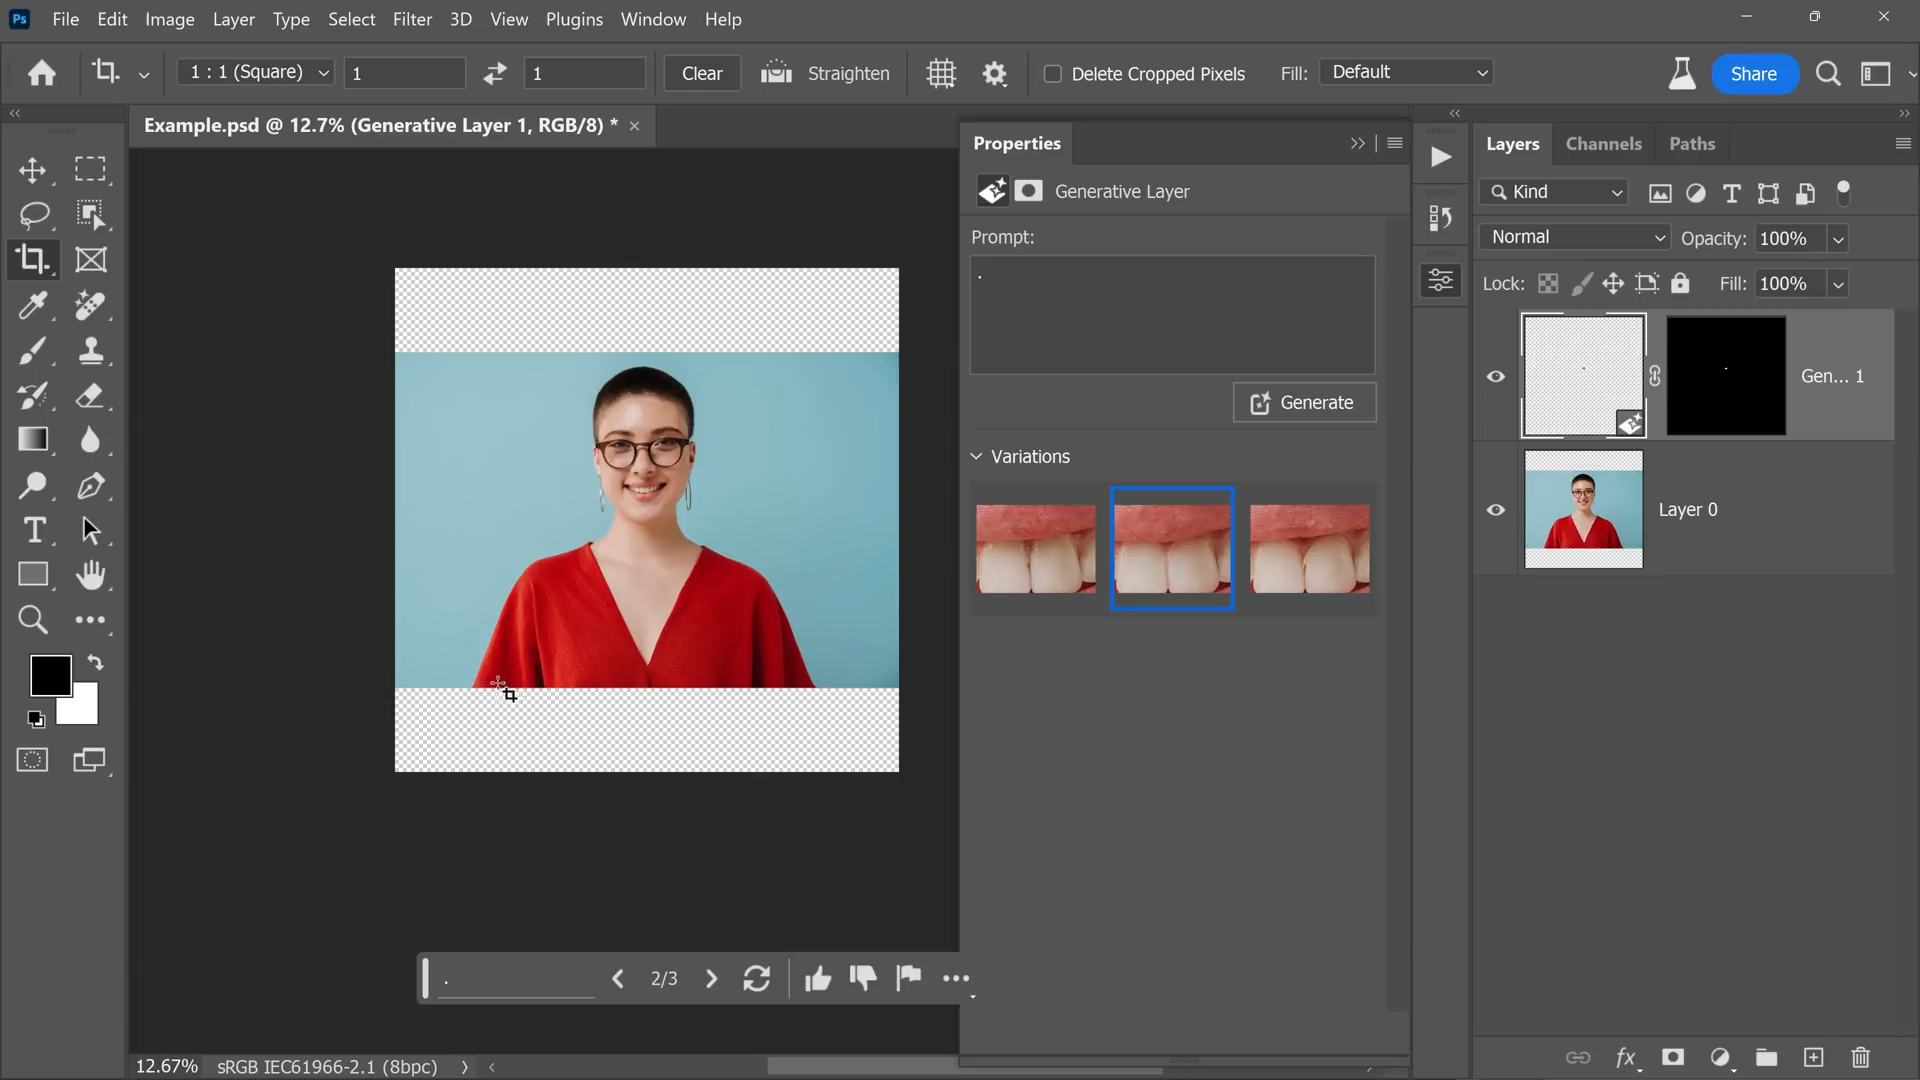 Ps File Edit Image Layer Type Select Filter 3D View Plugins Window Help
1 : 1 (Square) 1 1 Clear Straighten Delete Cropped Pixels Fill: Default Share
Example.psd @ 12.7% (Generative Layer 1, RGB/8) *
Properties
Generative Layer
Prompt:
.
Generate
Variations
Layers Channels Paths
Kind
Normal Opacity: 100%
Lock: Fill: 100%
Gen... 1
Layer 0
T
. 2/3
12.67% sRGB IEC61966-2.1 (8bpc)
fx